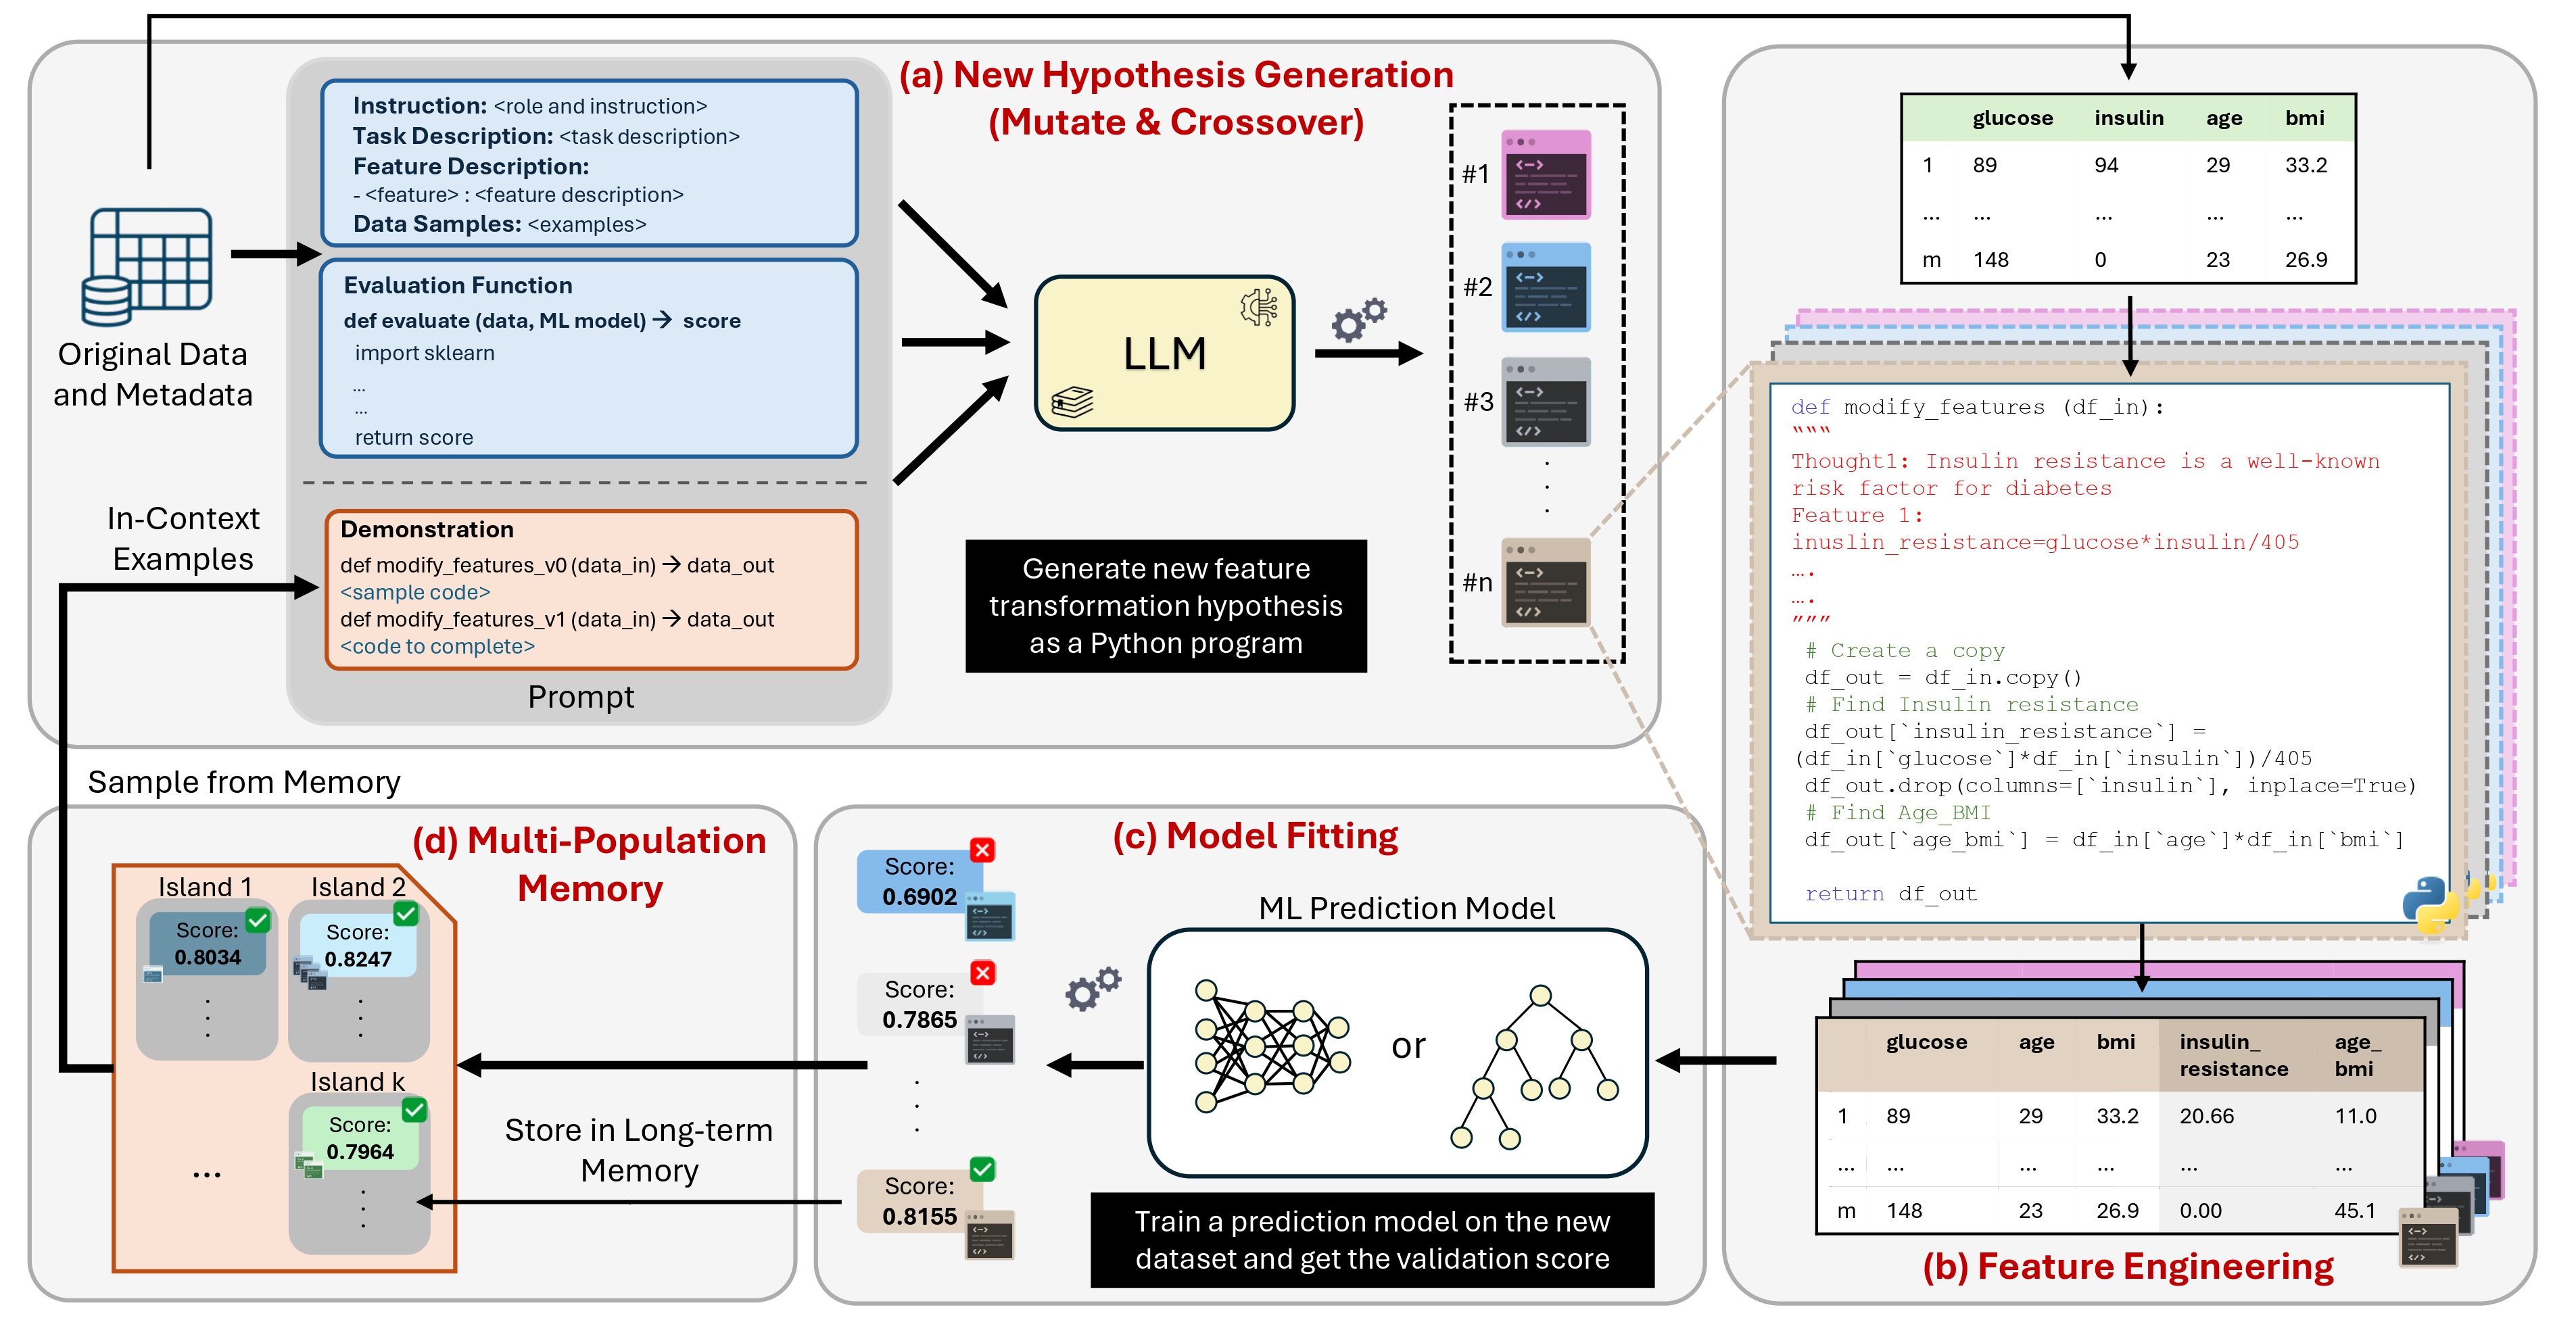 (a) New Hypothesis Generation
(Mutate & Crossover)
Original Data
and Metadata
Instruction: <role and instruction>
Task Description: <task description>
Feature Description:
- <feature> : <feature description>
Data Samples: <examples>
Evaluation Function
def evaluate (data, ML model) → score
import sklearn
...
...
return score
In-Context
Examples
Demonstration
def modify_features_v0 (data_in) → data_out
<sample code>
def modify_features_v1 (data_in) → data_out
<code to complete>
Prompt
LLM
Generate new feature
transformation hypothesis
as a Python program
#1
#2
#3
#n
glucose insulin age bmi
1 89 94 29 33.2
... ... ... ... ...
m 148 0 23 26.9
def modify_features (df_in):
"""
Thought1: Insulin resistance is a well-known
risk factor for diabetes
Feature 1:
inuslin_resistance=glucose*insulin/405
….
….
"""
# Create a copy
df_out = df_in.copy()
# Find Insulin resistance
df_out[`insulin_resistance`] =
(df_in[`glucose`]*df_in[`insulin`])/405
df_out.drop(columns=[`insulin`], inplace=True)
# Find Age_BMI
df_out[`age_bmi`] = df_in[`age`]*df_in[`bmi`]
return df_out
glucose age bmi insulin_ age_
resistance bmi
1 89 29 33.2 20.66 11.0
... ... ... ... ... ...
m 148 23 26.9 0.00 45.1
(b) Feature Engineering
(c) Model Fitting
ML Prediction Model
or
Train a prediction model on the new
dataset and get the validation score
Score:
0.6902
Score:
0.7865
Score:
0.8155
Sample from Memory
(d) Multi-Population
Memory
Island 1
Score:
0.8034
Island 2
Score:
0.8247
Island k
Score:
0.7964
...
Store in Long-term
Memory